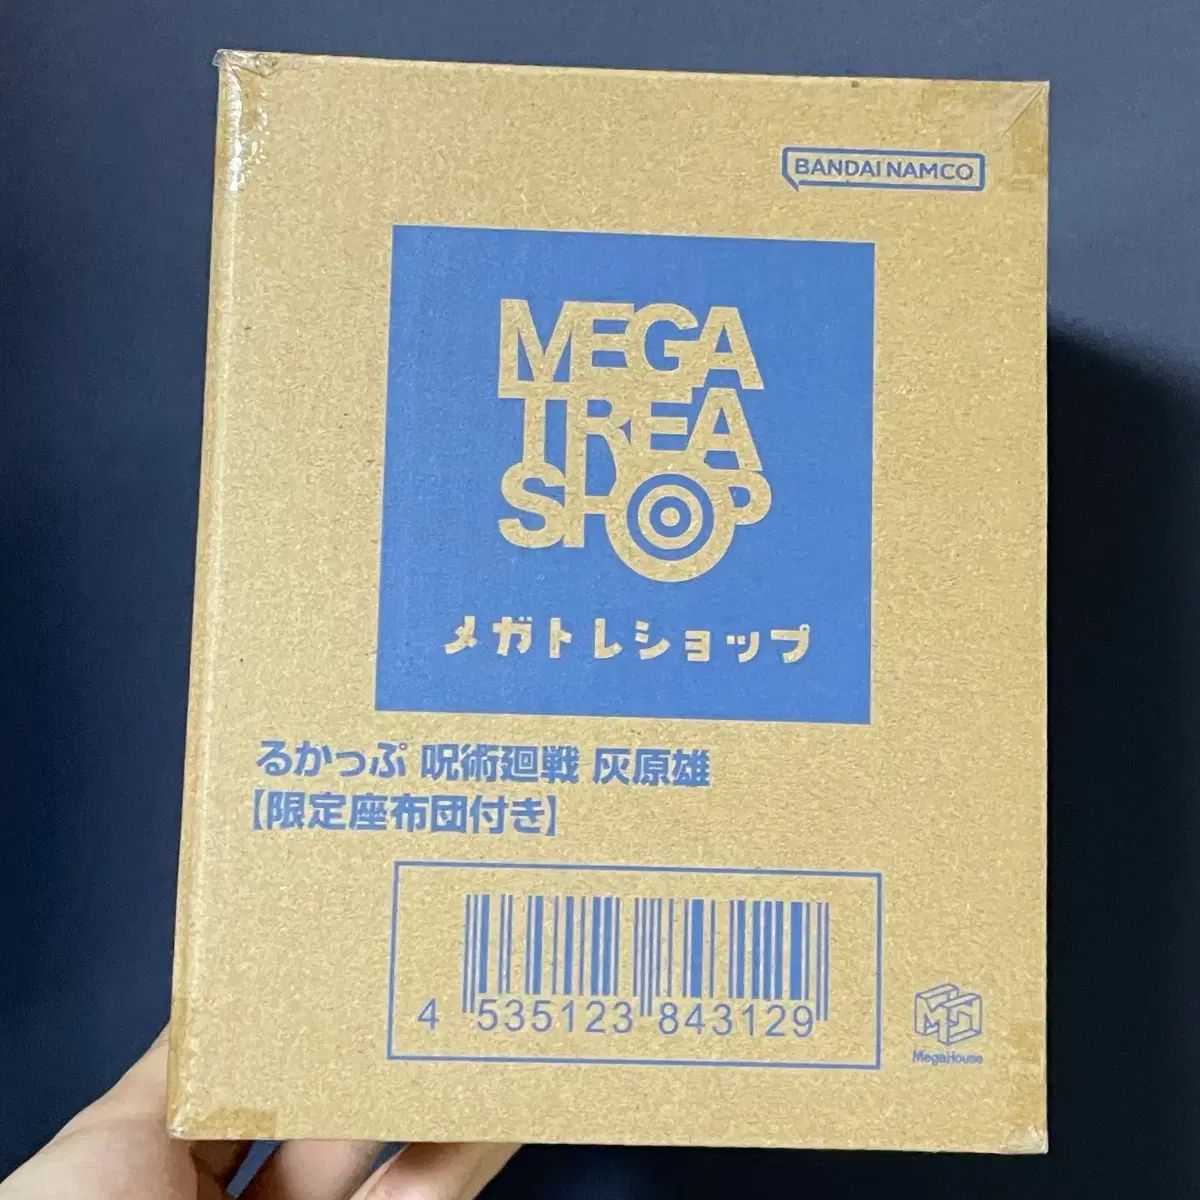 BANDAI NAMCO
MEGA
TREA
SHOP
メガトレショップ
るかっぷ 呪術廻戦 灰原雄
【限定座布団付き】
4 535123 843129
MegaHouse